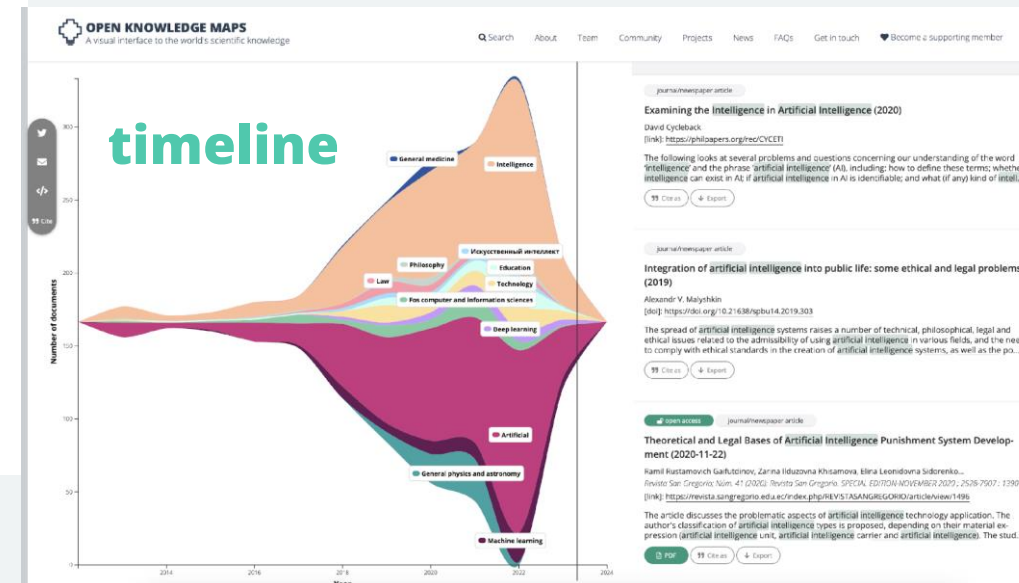 OPEN KNOWLEDGE MAPS
A visual interface to the world's scientific knowledge
Search About Team Community Projects News FAQs Get in touch Become a supporting member
timeline
Cite
Number of documents
300
250
200
150
100
50
0
2014 2016 2018 2020 2022 2024
Year
General medicine
Intelligence
Искусственный интеллект
Philosophy
Education
Law
Technology
Fos computer and information sciences
Deep learning
Artificial
General physics and astronomy
Machine learning
journal/newspaper article
Examining the Intelligence in Artificial Intelligence (2020)
David Cycleback
[link]: https://philpapers.org/rec/CYCETI
The following looks at several problems and questions concerning our understanding of the word
'intelligence' and the phrase 'artificial intelligence' (AI), including: how to define these terms; whethe
intelligence can exist in AI; if artificial intelligence in AI is identifiable; and what (if any) kind of intell...
Cite as Export
journal/newspaper article
Integration of artificial intelligence into public life: some ethical and legal problems
(2019)
Alexandr V. Malyshkin
[doi]: https://doi.org/10.21638/spbu14.2019.303
The spread of artificial intelligence systems raises a number of technical, philosophical, legal and
ethical issues related to the admissibility of using artificial intelligence in various fields, and the nee
to comply with ethical standards in the creation of artificial intelligence systems, as well as the po...
Cite as Export
open access journal/newspaper article
Theoretical and Legal Bases of Artificial Intelligence Punishment System Develop-
ment (2020-11-22)
Ramil Rustamovich Gaifutdinov, Zarina Ilduzovna Khisamova, Elina Leonidovna Sidorenko...
Revista San Gregorio; Núm. 41 (2020): Revista San Gregorio. SPECIAL EDITION-NOVEMBER 2020; 2528-7907; 1390
[link]: https://revista.sangregorio.edu.ec/index.php/REVISTASANGREGORIO/article/view/1496
The article discusses the problematic aspects of artificial intelligence technology application. The
author's classification of artificial intelligence types is proposed, depending on their material ex-
pression (artificial intelligence unit, artificial intelligence carrier and artificial intelligence). The stud...
PDF Cite as Export